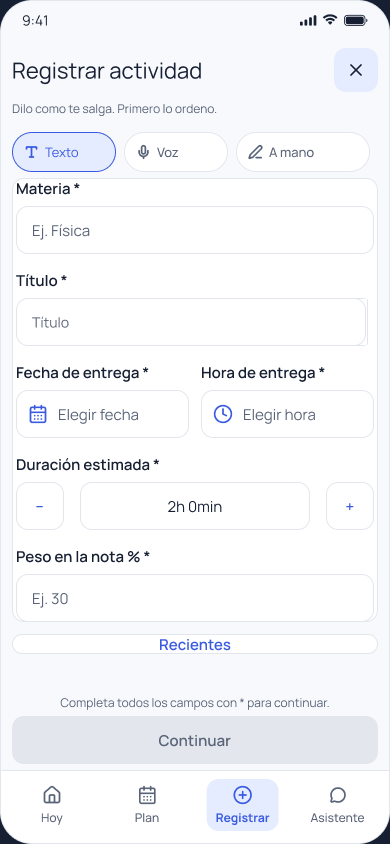 9:41
Registrar actividad
Dilo como te salga. Primero lo ordeno.
Texto
Voz
A mano
Materia *
Ej. Física
Título *
Título
Fecha de entrega *
Hora de entrega *
Elegir fecha
Elegir hora
Duración estimada *
−
2h 0min
+
Peso en la nota % *
Ej. 30
Recientes
Completa todos los campos con * para continuar.
Continuar
Hoy
Plan
Registrar
Asistente